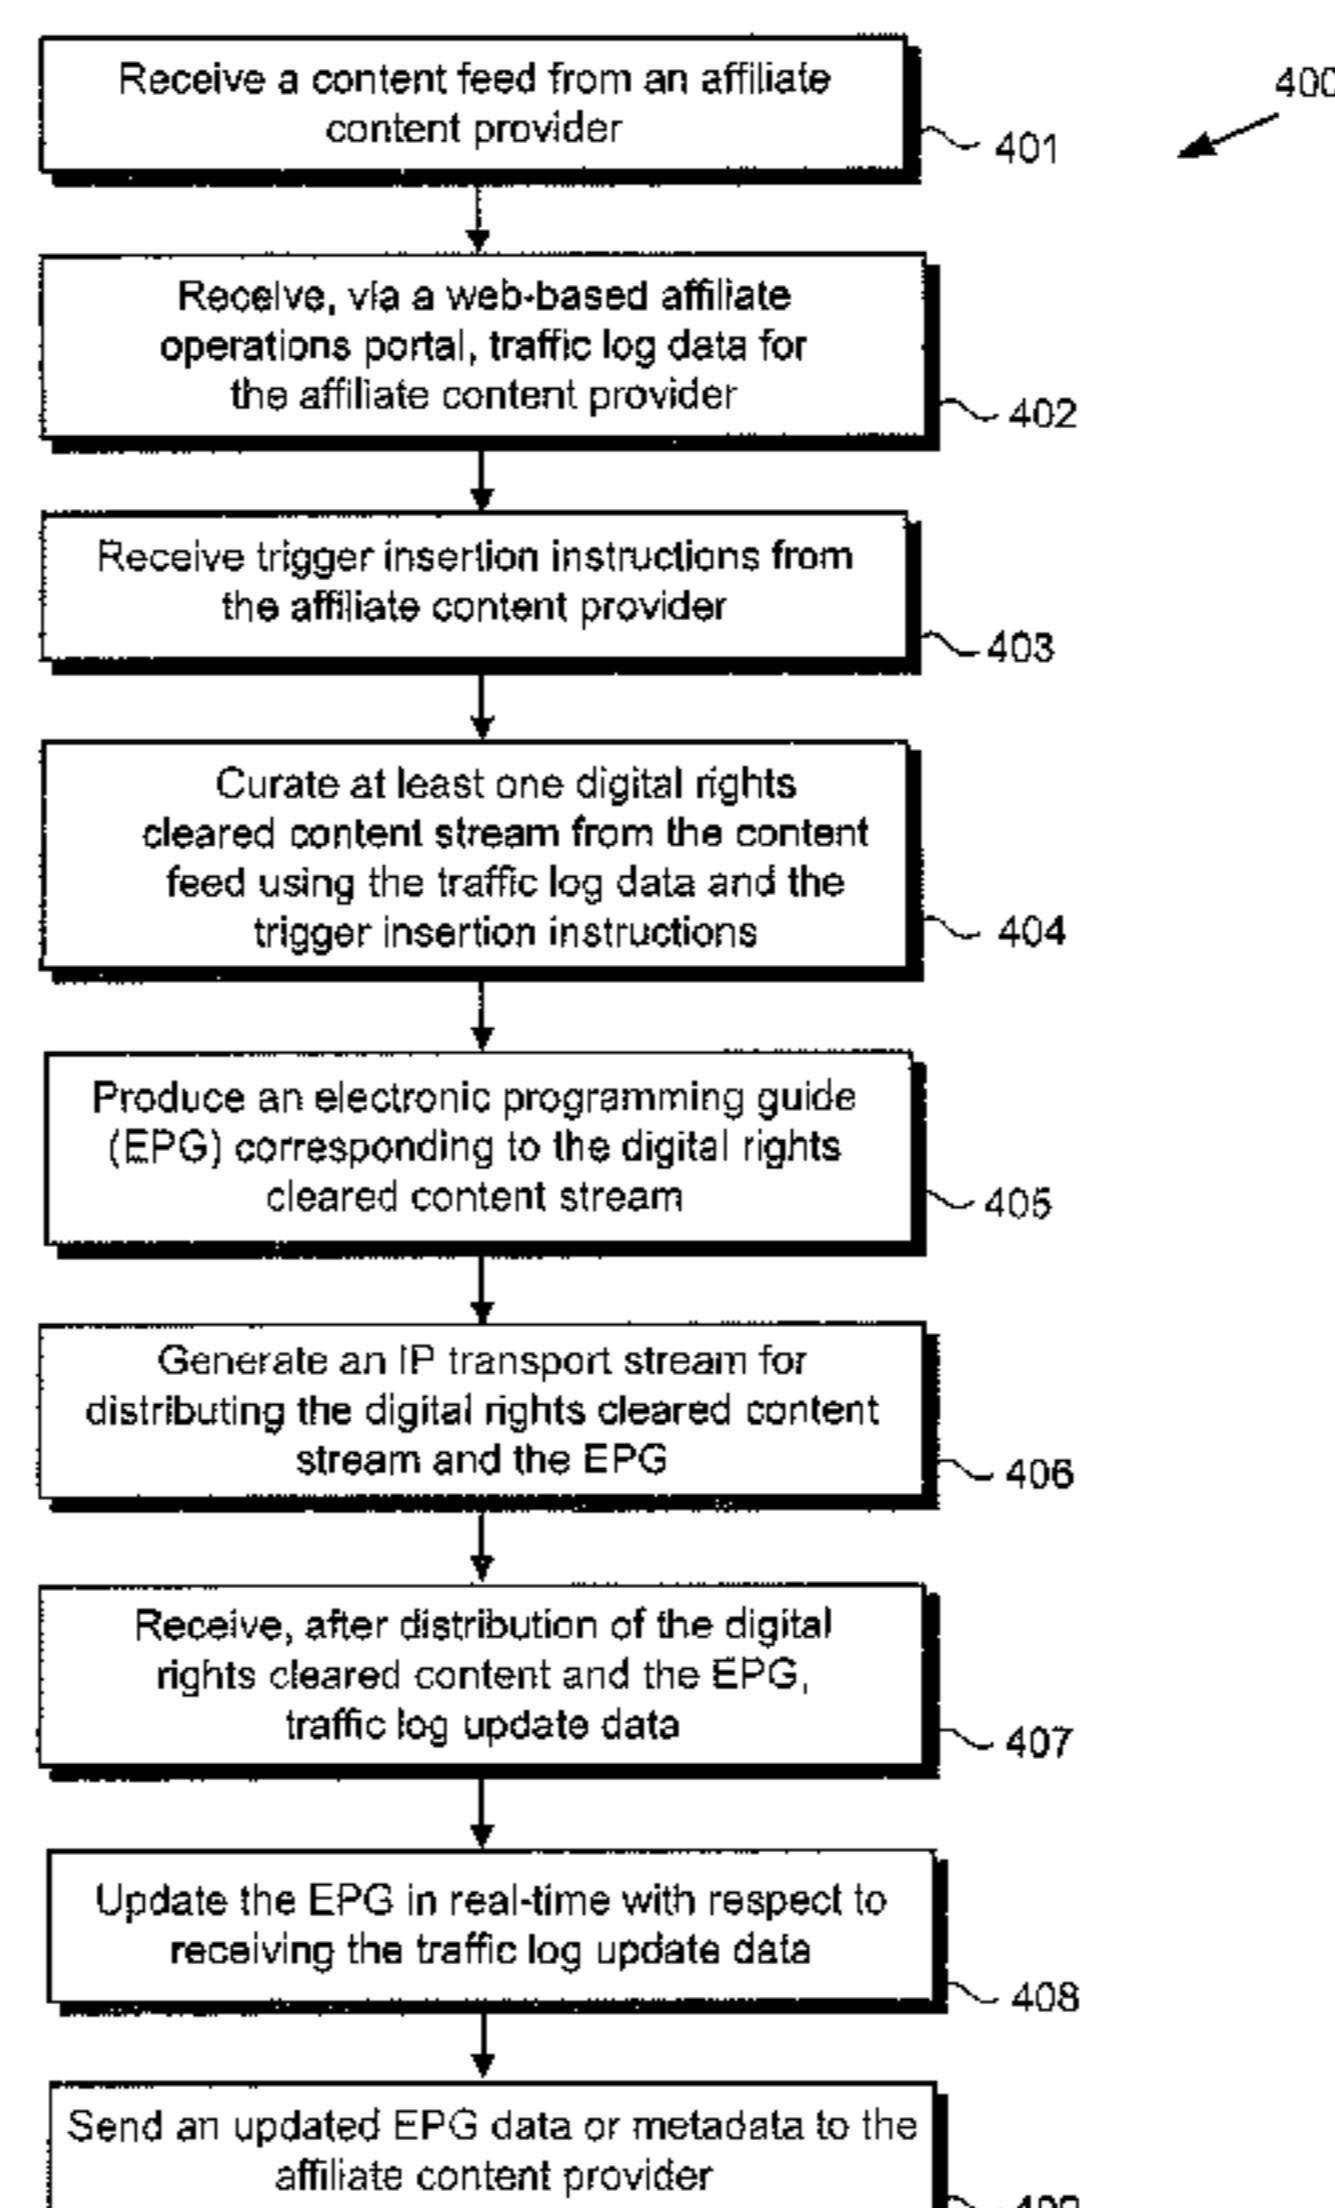 Receive a content feed from an affiliate
content provider
400
401
Receive, via a web-based affiliate
operations portal, traffic log data for
the affiliate content provider
402
Receive trigger insertion instructions from
the affiliate content provider
403
Curate at least one digital rights
cleared content stream from the content
feed using the traffic log data and the
trigger insertion instructions
404
Produce an electronic programming guide
(EPG) corresponding to the digital rights
cleared content stream
405
Generate an IP transport stream for
distributing the digital rights cleared content
stream and the EPG
406
Receive, after distribution of the digital
rights cleared content and the EPG,
traffic log update data
407
Update the EPG in real-time with respect to
receiving the traffic log update data
408
Send an updated EPG data or metadata to the
affiliate content provider